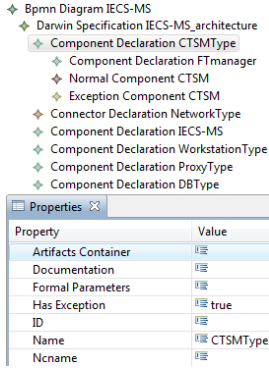 Bpmn Diagram IECS-MS
Darwin Specification IECS-MS_architecture
Component Declaration CTSMType
Component Declaration FTmanager
Normal Component CTSM
Exception Component CTSM
Connector Declaration NetworkType
Component Declaration IECS-MS
Component Declaration WorkstationType
Component Declaration ProxyType
Component Declaration DBType
Properties
Property Value
Artifacts Container
Documentation
Formal Parameters
Has Exception true
ID
Name CTSMType
Ncname